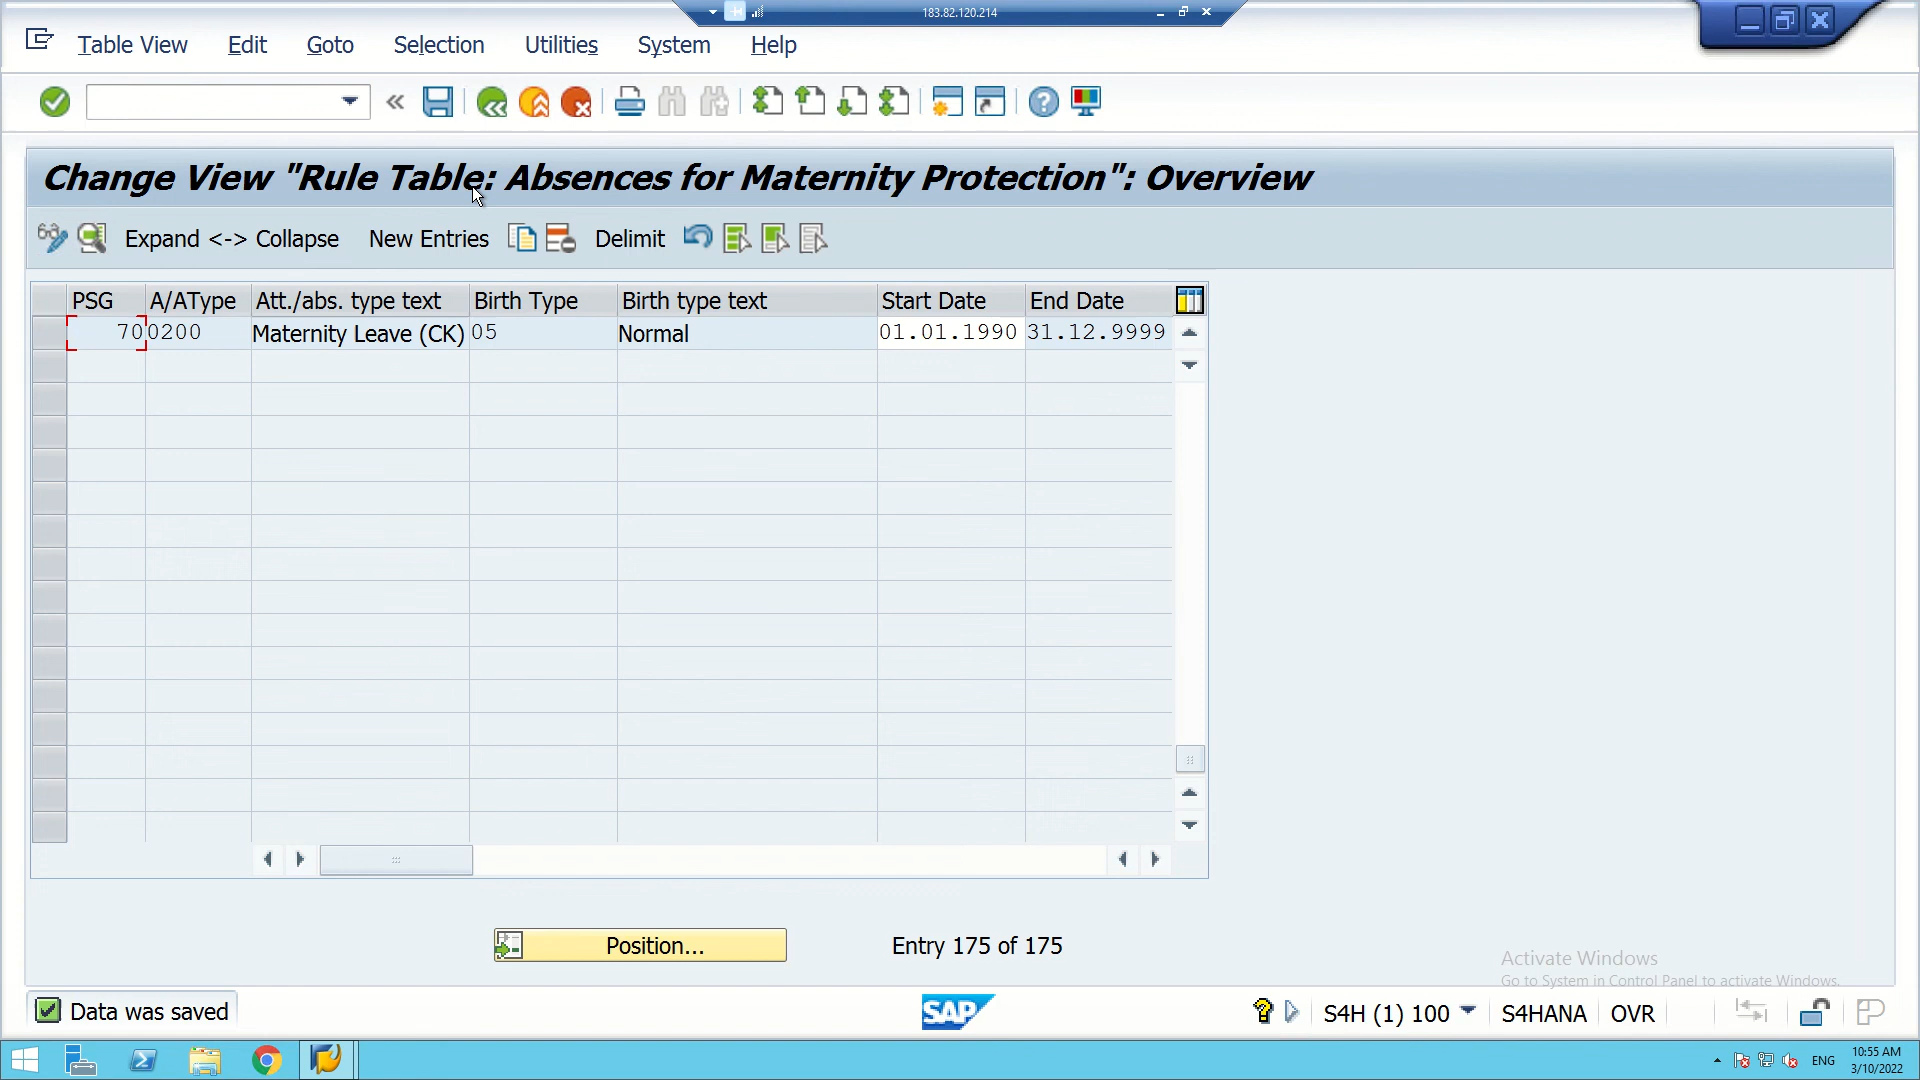 183.82.120.214
Table View Edit Goto Selection Utilities System Help
Change View "Rule Table: Absences for Maternity Protection": Overview
Expand <-> Collapse New Entries Delimit
PSG A/AType Att./abs. type text Birth Type Birth type text Start Date End Date
70 0200 Maternity Leave (CK) 05 Normal 01.01.1990 31.12.9999
Position... Entry 175 of 175
Activate Windows
Go to System in Control Panel to activate Windows.
Data was saved SAP S4H (1) 100 S4HANA OVR
ENG 10:55 AM
3/10/2022